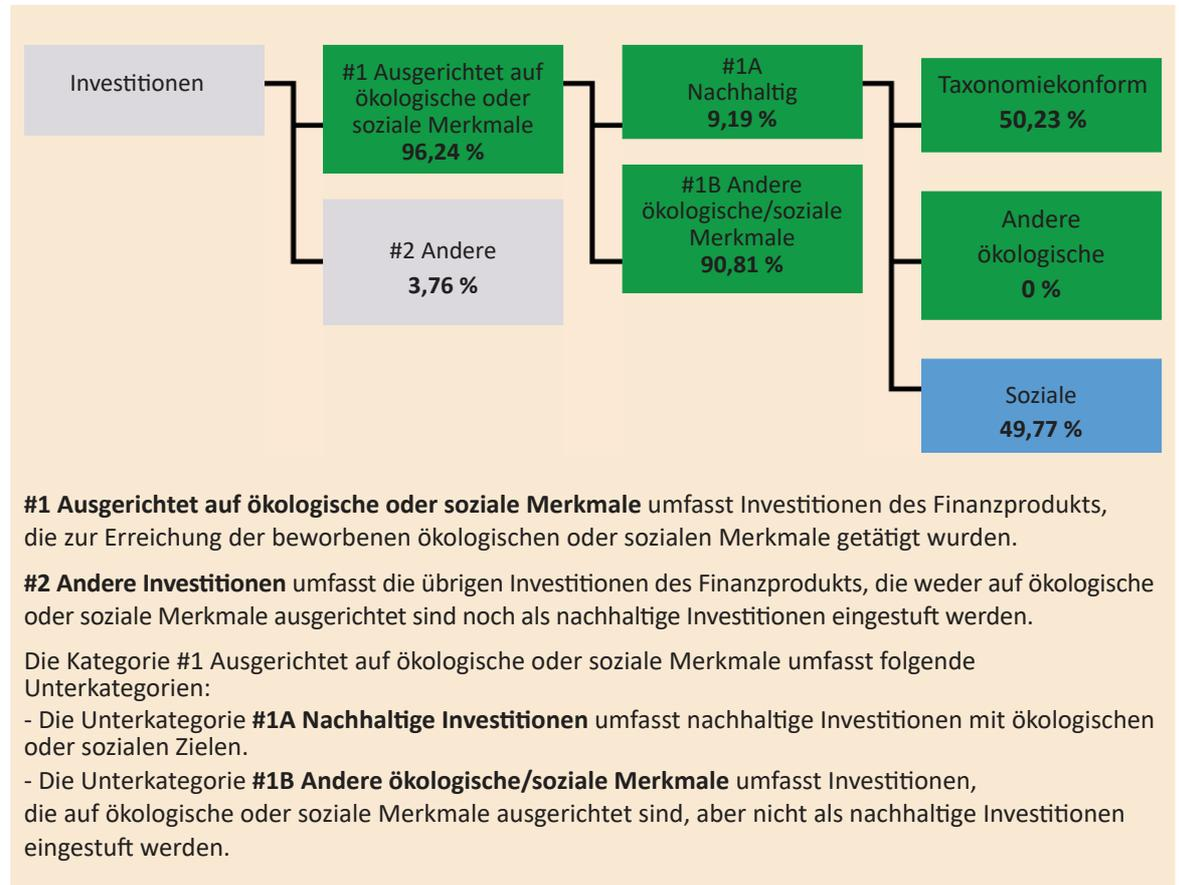 Investitionen
#1 Ausgerichtet auf
ökologische oder
soziale Merkmale
96,24 %
#2 Andere
3,76 %
#1A
Nachhaltig
9,19 %
#1B Andere
ökologische/soziale
Merkmale
90,81 %
Taxonomiekonform
50,23 %
Andere
ökologische
0 %
Soziale
49,77 %
#1 Ausgerichtet auf ökologische oder soziale Merkmale umfasst Investitionen des Finanzprodukts,
die zur Erreichung der beworbenen ökologischen oder sozialen Merkmale getätigt wurden.
#2 Andere Investitionen umfasst die übrigen Investitionen des Finanzprodukts, die weder auf ökologische
oder soziale Merkmale ausgerichtet sind noch als nachhaltige Investitionen eingestuft werden.
Die Kategorie #1 Ausgerichtet auf ökologische oder soziale Merkmale umfasst folgende
Unterkategorien:
- Die Unterkategorie #1A Nachhaltige Investitionen umfasst nachhaltige Investitionen mit ökologischen
oder sozialen Zielen.
- Die Unterkategorie #1B Andere ökologische/soziale Merkmale umfasst Investitionen,
die auf ökologische oder soziale Merkmale ausgerichtet sind, aber nicht als nachhaltige Investitionen
eingestuft werden.